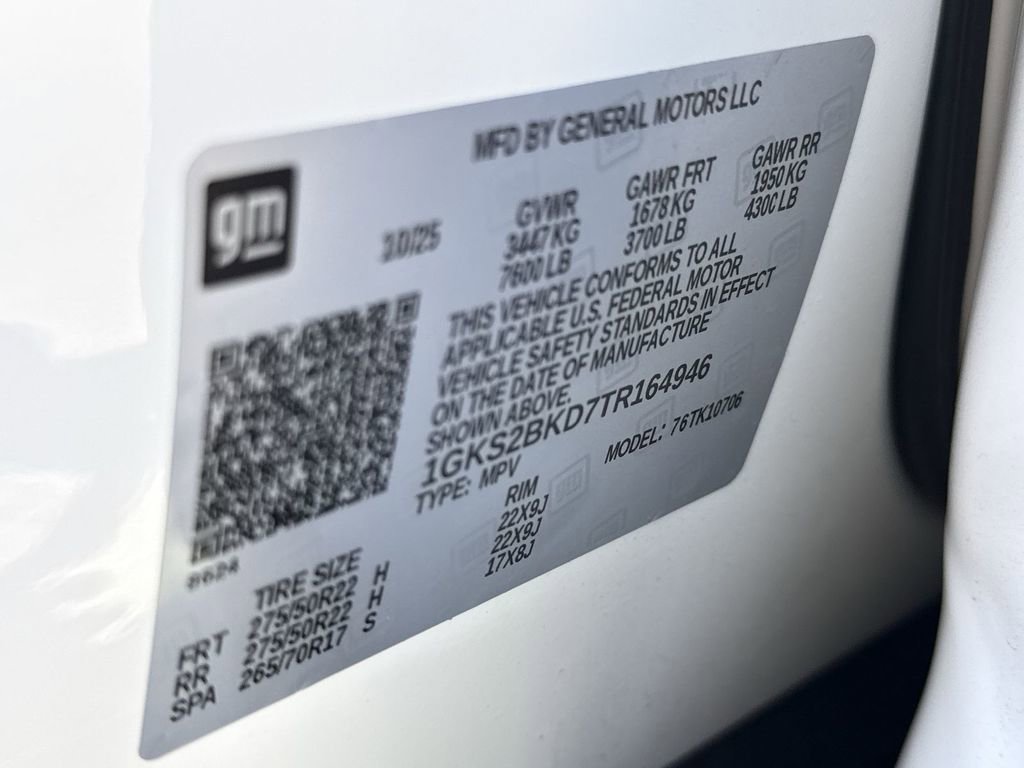 gm
MFD BY GENERAL MOTORS LLC
10/25
GVWR GAWR FRT GAWR RR
3447 KG 1678 KG 1950 KG
7600 LB 3700 LB 4300 LB
THIS VEHICLE CONFORMS TO ALL
APPLICABLE U.S. FEDERAL MOTOR
VEHICLE SAFETY STANDARDS IN EFFECT
ON THE DATE OF MANUFACTURE
SHOWN ABOVE.
1GKS2BKD7TR164946
TYPE: MPV MODEL: 76TK10706
TIRE SIZE RIM
FRT 275/50R22 H 22X9J
RR 275/50R22 H 22X9J
SPA 265/70R17 S 17X8J